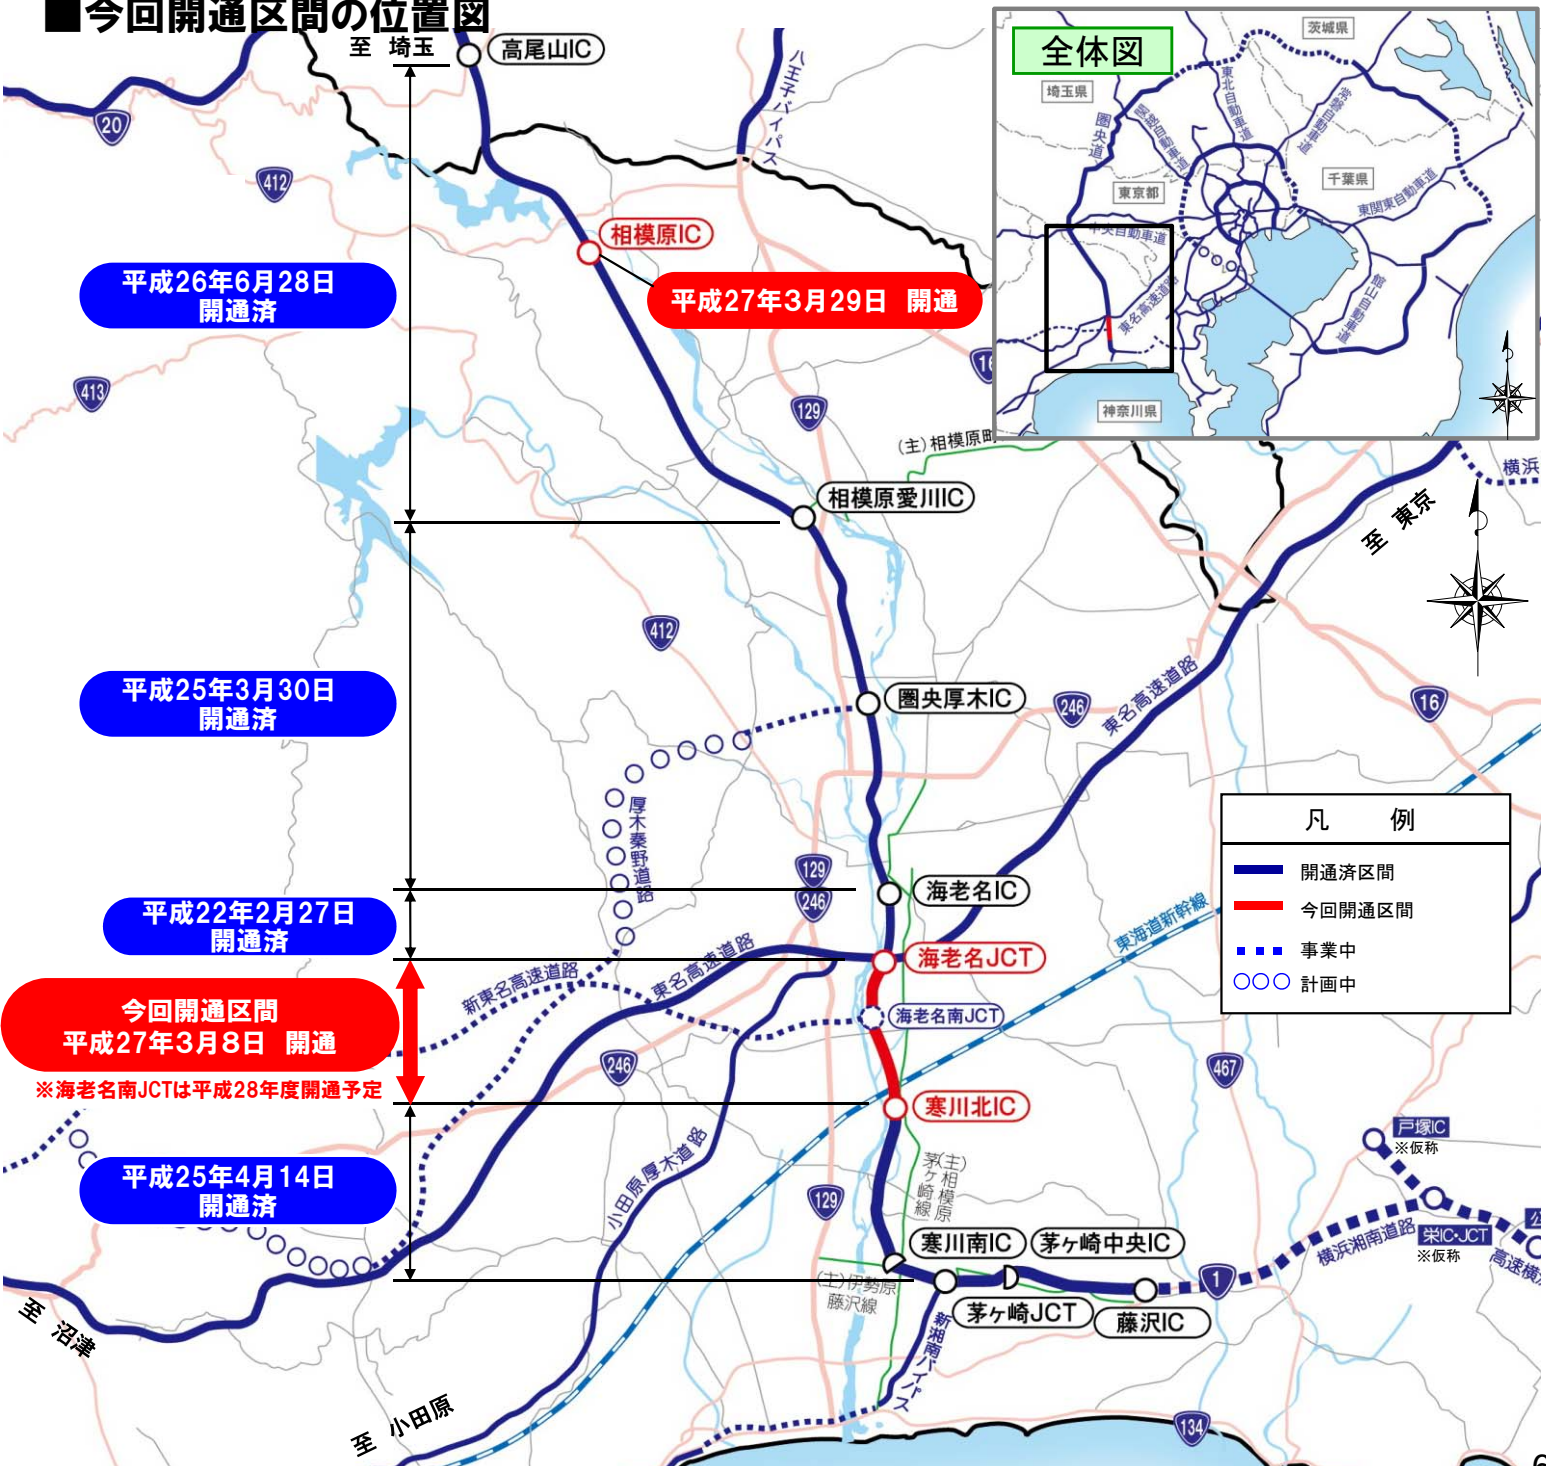 ■今回開通区間の位置図
至 埼玉
高尾山IC
八王子バイパス
20
412
相模原IC
平成26年6月28日
開通済
平成27年3月29日 開通
413
129
16
(主)相模原町
相模原愛川IC
全体図
茨城県
埼玉県
東北自動車道
常磐自動車道
関越自動車道
圏央道
千葉県
東京都
東関東自動車道
中央自動車道
東名高速道路
館山自動車道
神奈川県
横浜
至 東京
412
平成25年3月30日
開通済
圏央厚木IC
246
東名高速道路
16
厚木秦野道路
凡 例
開通済区間
今回開通区間
事業中
計画中
129
246
海老名IC
平成22年2月27日
開通済
東海道新幹線
新東名高速道路
東名高速道路
海老名JCT
今回開通区間
平成27年3月8日 開通
海老名南JCT
※海老名南JCTは平成28年度開通予定
246
467
寒川北IC
戸塚IC
※仮称
小田原厚木道路
(主)相模原
茅ヶ崎線
平成25年4月14日
開通済
129
寒川南IC
茅ヶ崎中央IC
横浜湘南道路
栄IC・JCT
※仮称
公
高速横
(主)伊勢原
藤沢線
1
茅ヶ崎JCT
藤沢IC
至 沼津
新湘南バイパス
至 小田原
134
6